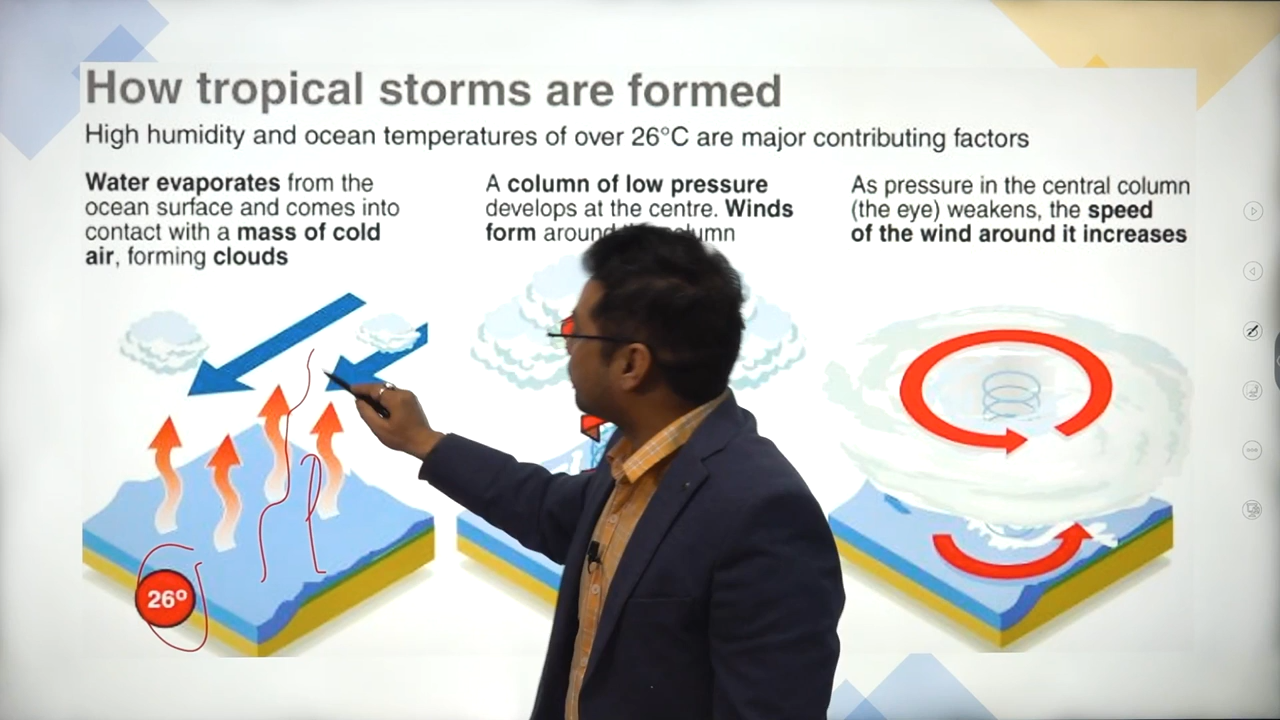 How tropical storms are formed
High humidity and ocean temperatures of over 26°C are major contributing factors
Water evaporates from the
ocean surface and comes into
contact with a mass of cold
air, forming clouds
A column of low pressure
develops at the centre. Winds
form around
As pressure in the central column
(the eye) weakens, the speed
of the wind around it increases
26°